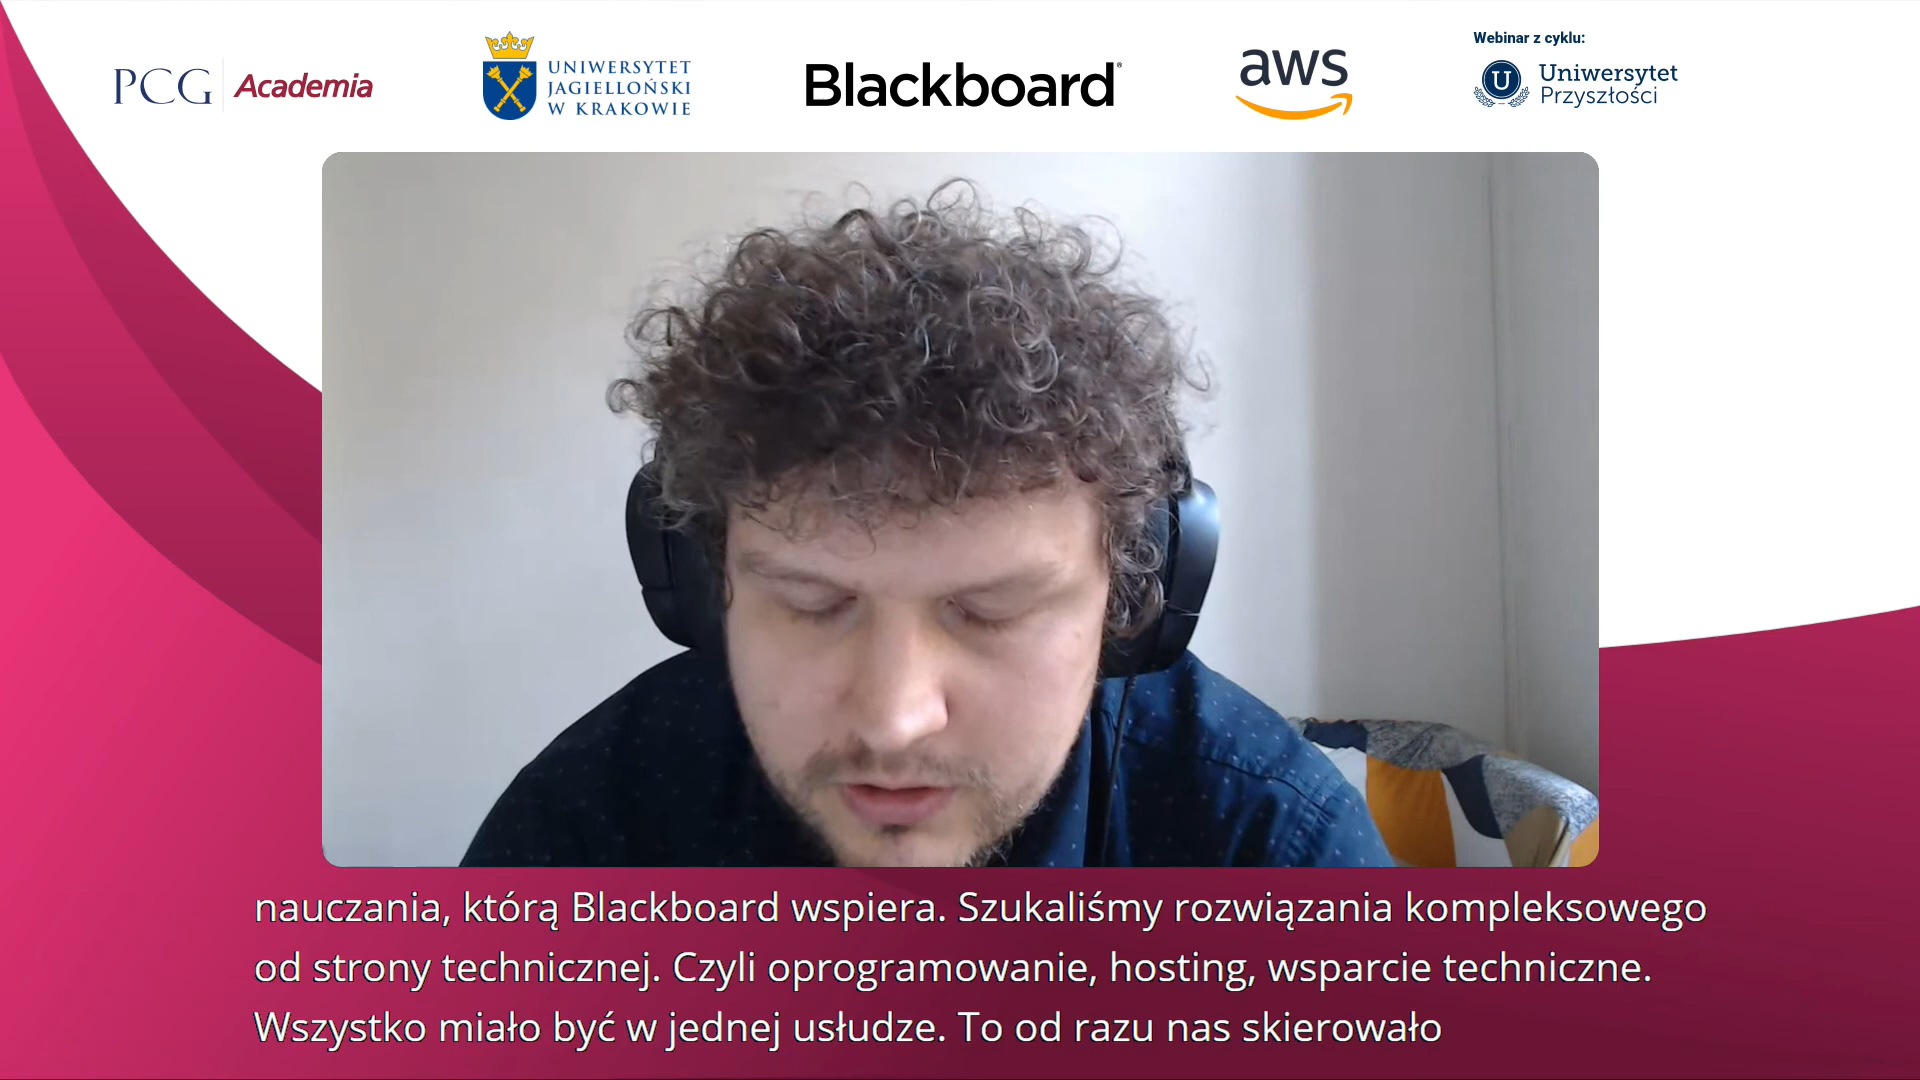 PCG Academia
UNIWERSYTET
JAGIELLOŃSKI
W KRAKOWIE
Blackboard®
aws
Webinar z cyklu:
U
Uniwersytet
Przyszłości
nauczania, którą Blackboard wspiera. Szukaliśmy rozwiązania kompleksowego
od strony technicznej. Czyli oprogramowanie, hosting, wsparcie techniczne.
Wszystko miało być w jednej usłudze. To od razu nas skierowało